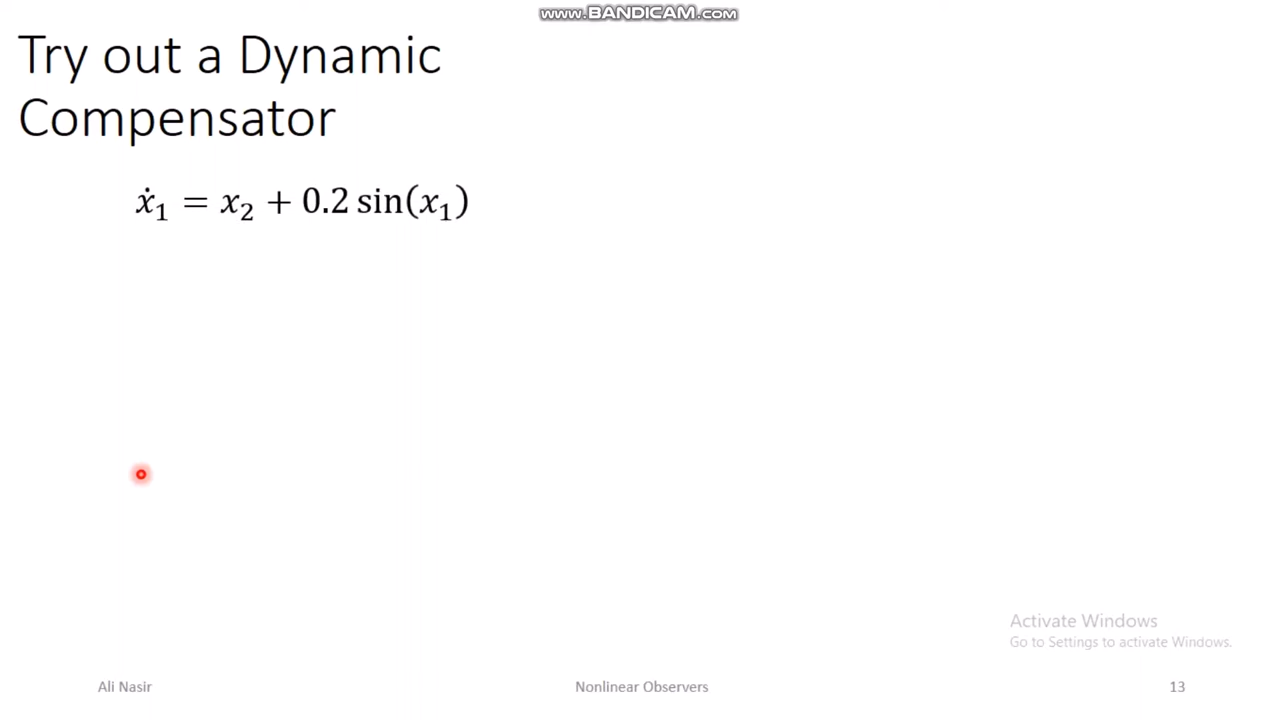 www.BANDICAM.com
Try out a Dynamic
Compensator
ẋ₁ = x₂ + 0.2 sin(x₁)
Activate Windows
Go to Settings to activate Windows.
Ali Nasir
Nonlinear Observers
13